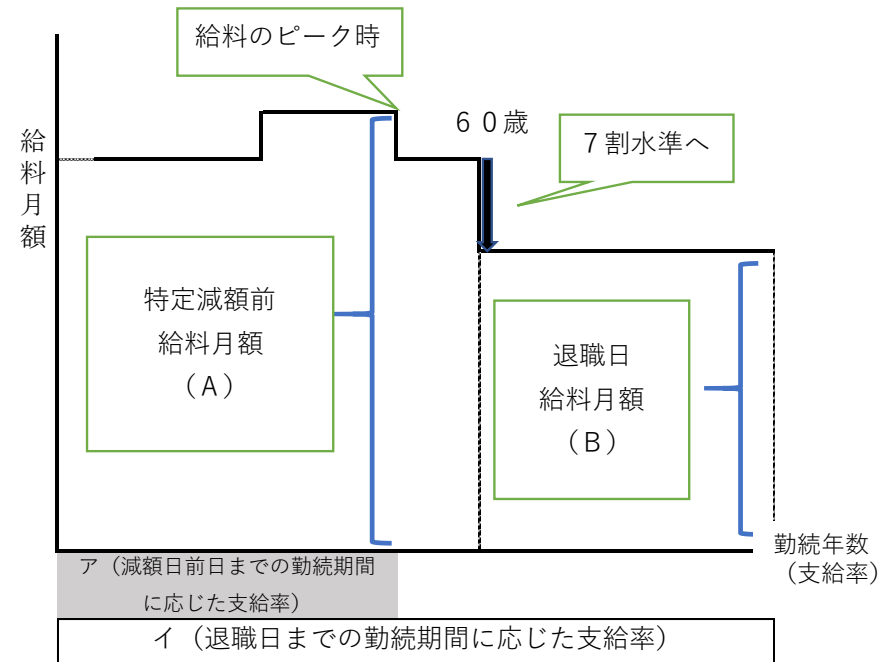 給料のピーク時
６０歳
７割水準へ
給料月額
特定減額前
給料月額
（Ａ）
退職日
給料月額
（Ｂ）
勤続年数
（支給率）
ア（減額日前日までの勤続期間
に応じた支給率）
イ（退職日までの勤続期間に応じた支給率）